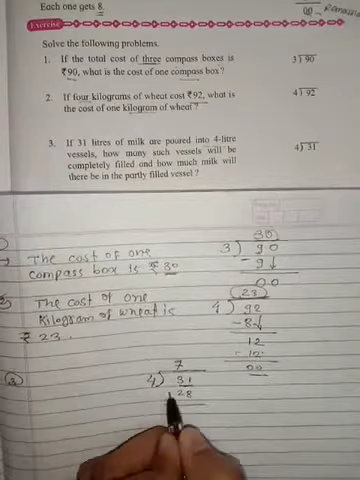 Each one gets 8.
00 → Remainder
Exercise
Solve the following problems.
1. If the total cost of three compass boxes is
₹90, what is the cost of one compass box ?
3)90
2. If four kilograms of wheat cost ₹92, what is
the cost of one kilogram of wheat ?
4)92
3. If 31 litres of milk are poured into 4-litre
vessels, how many such vessels will be
completely filled and how much milk will
there be in the partly filled vessel ?
4)31
The cost of one
compass box is ₹ 30
30
3)90
- 9↓
00
2) The cost of one
kilogram of wheat is
₹ 23.
23
4)92
- 8↓
12
- 12
00
3
7
4)31
28